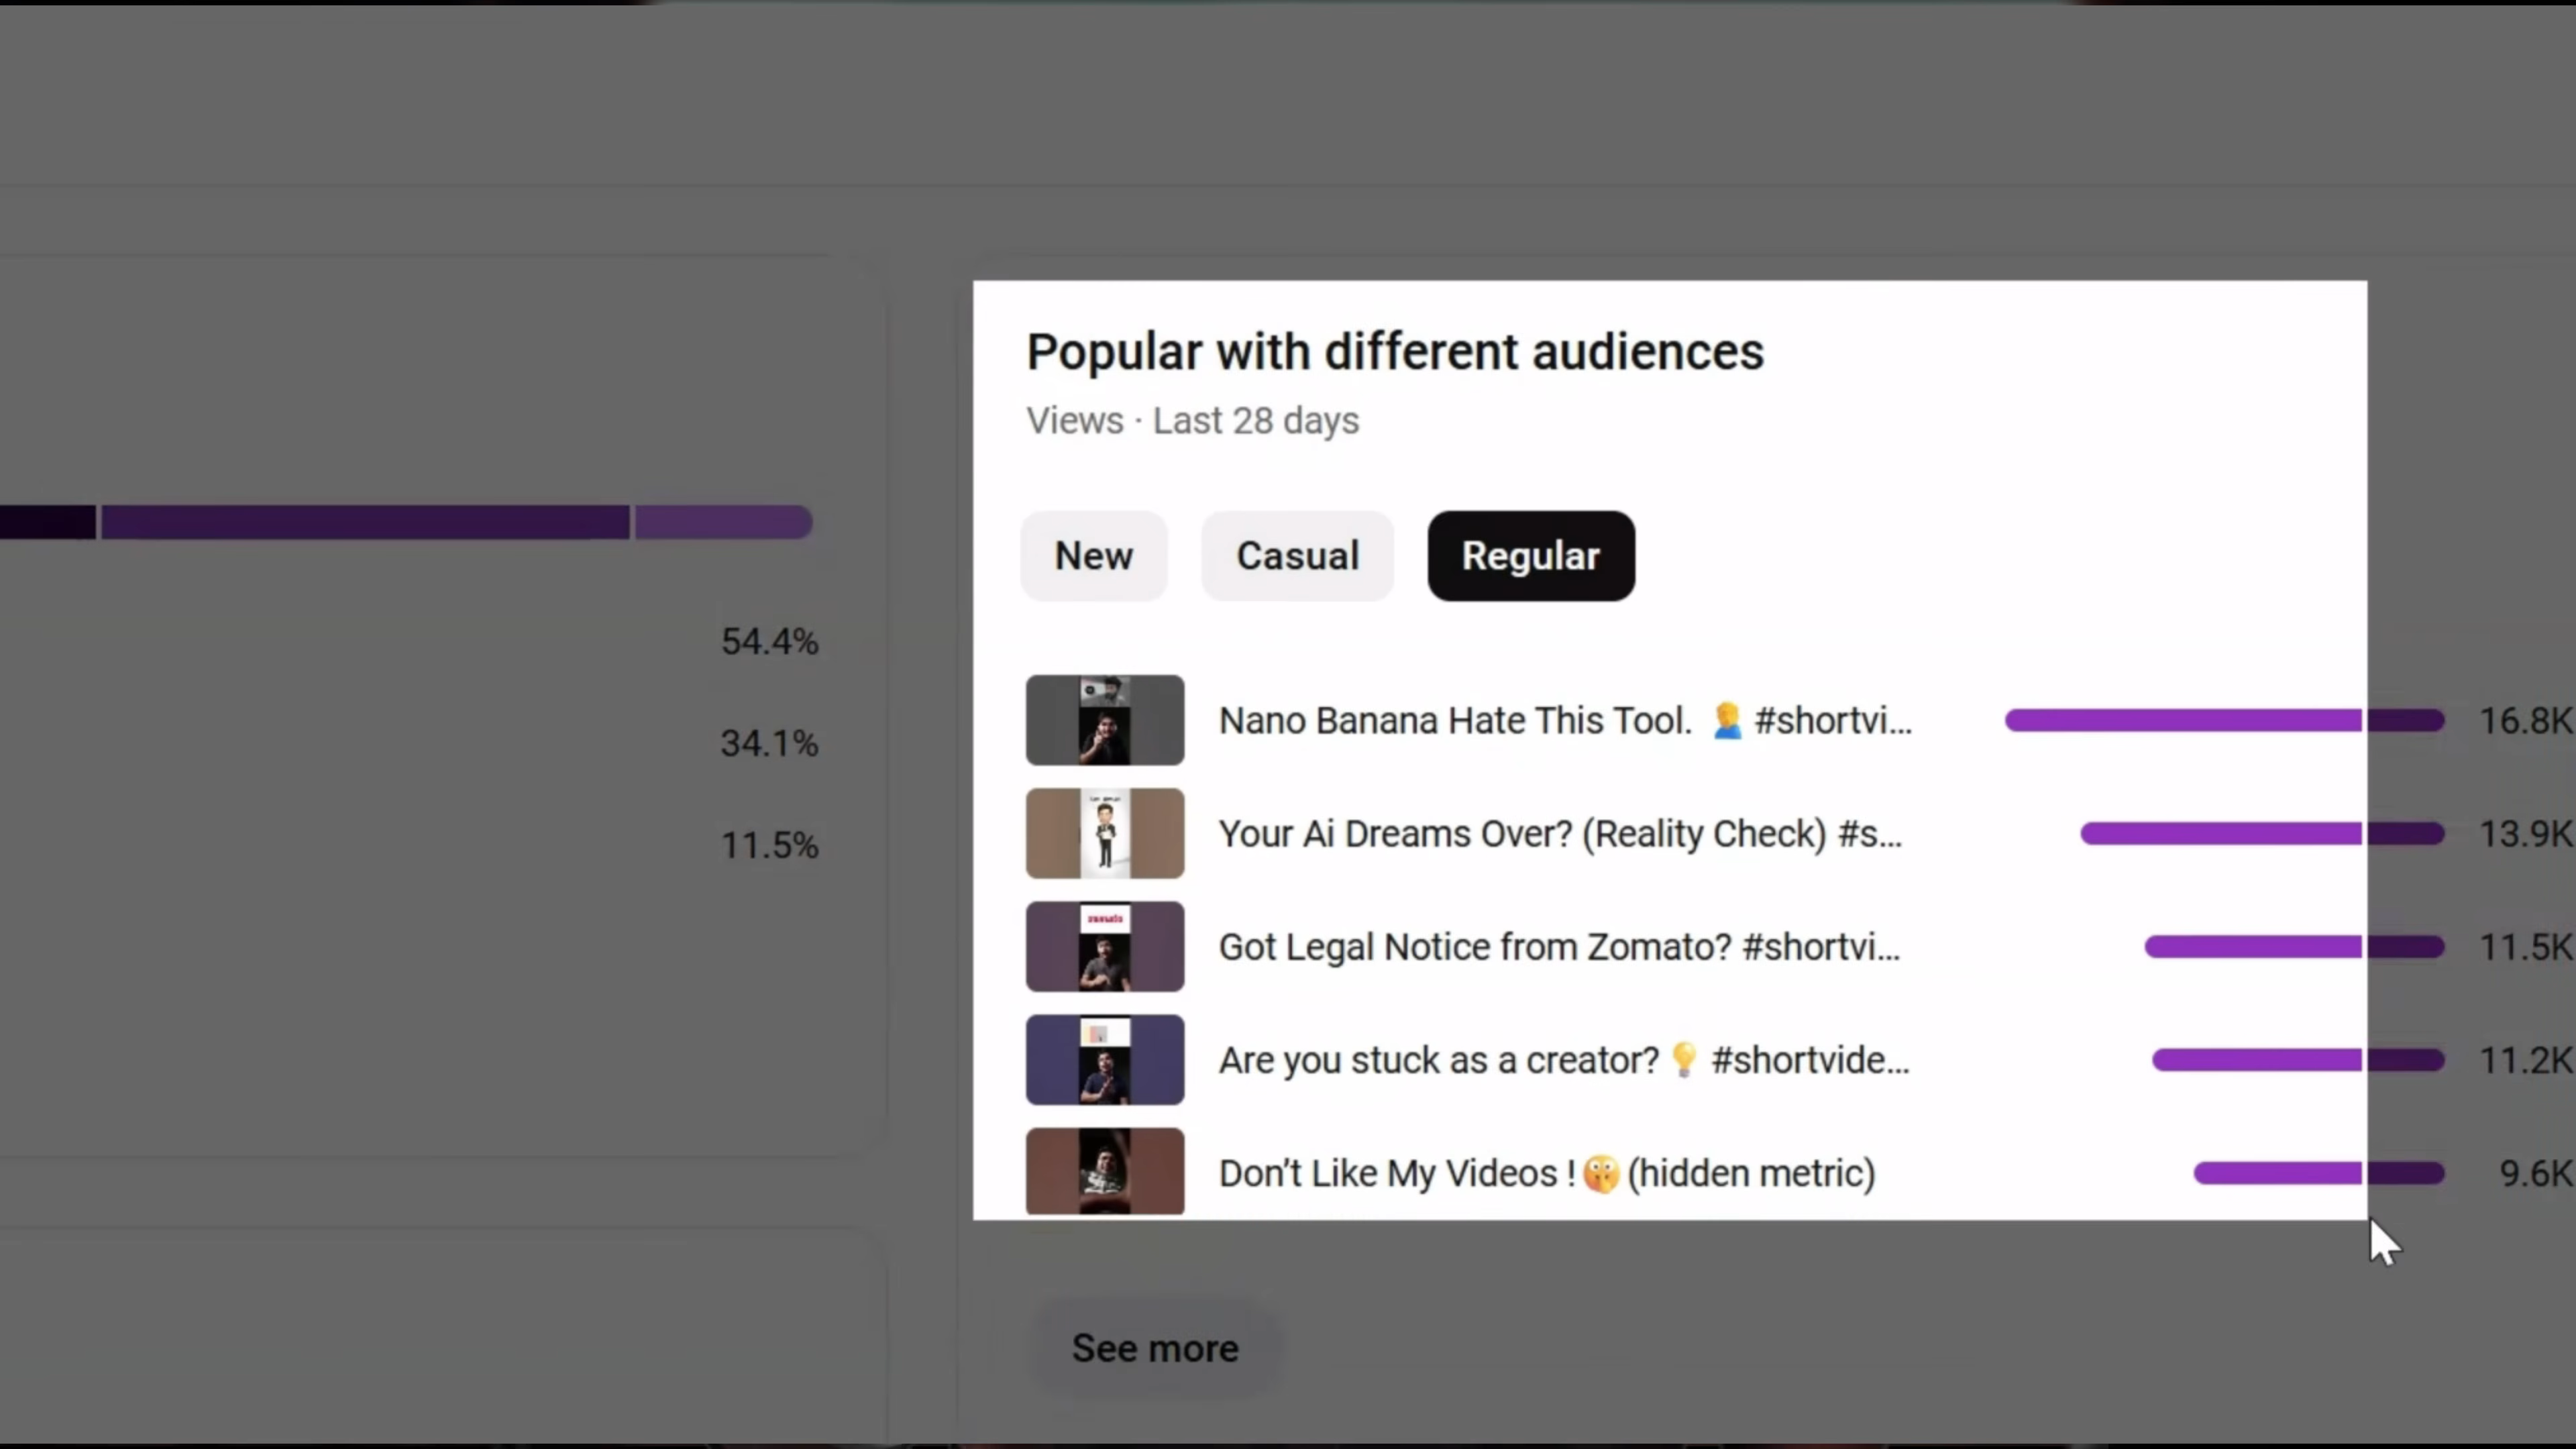 54.4%
34.1%
11.5%
Popular with different audiences
Views · Last 28 days
New Casual Regular
Nano Banana Hate This Tool. 🤦 #shortvi... 16.8K
Your Ai Dreams Over? (Reality Check) #s... 13.9K
zomato
Got Legal Notice from Zomato? #shortvi... 11.5K
Are you stuck as a creator? 💡 #shortvide... 11.2K
Don’t Like My Videos ! 🤫 (hidden metric) 9.6K
See more